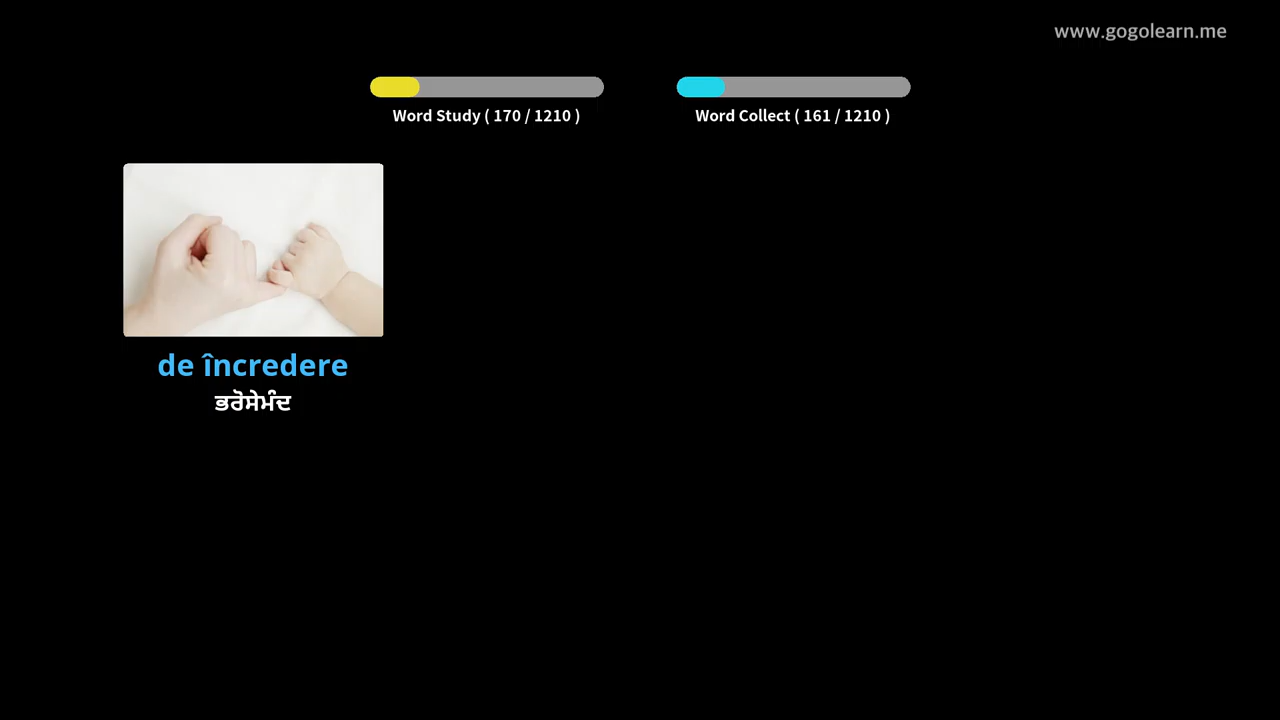 www.gogolearn.me
Word Study ( 170 / 1210 )
Word Collect ( 161 / 1210 )
de încredere
ਭਰੋਸੇਮੰਦ